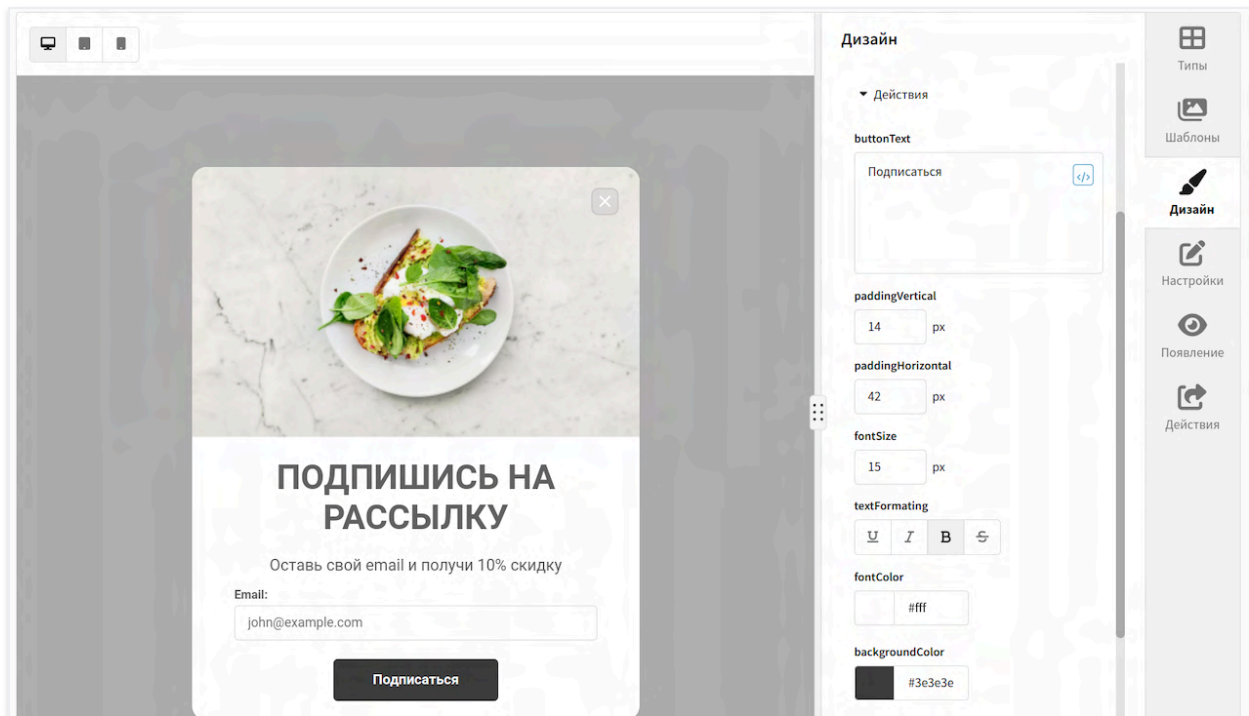 ПОДПИШИСЬ НА
РАССЫЛКУ
Оставь свой email и получи 10% скидку
Email:
john@example.com
Подписаться
Дизайн
Действия
buttonText
Подписаться
</>
paddingVertical
14 px
paddingHorizontal
42 px
fontSize
15 px
textFormating
U I B S
fontColor
#fff
backgroundColor
#3e3e3e
Типы
Шаблоны
Дизайн
Настройки
Появление
Действия